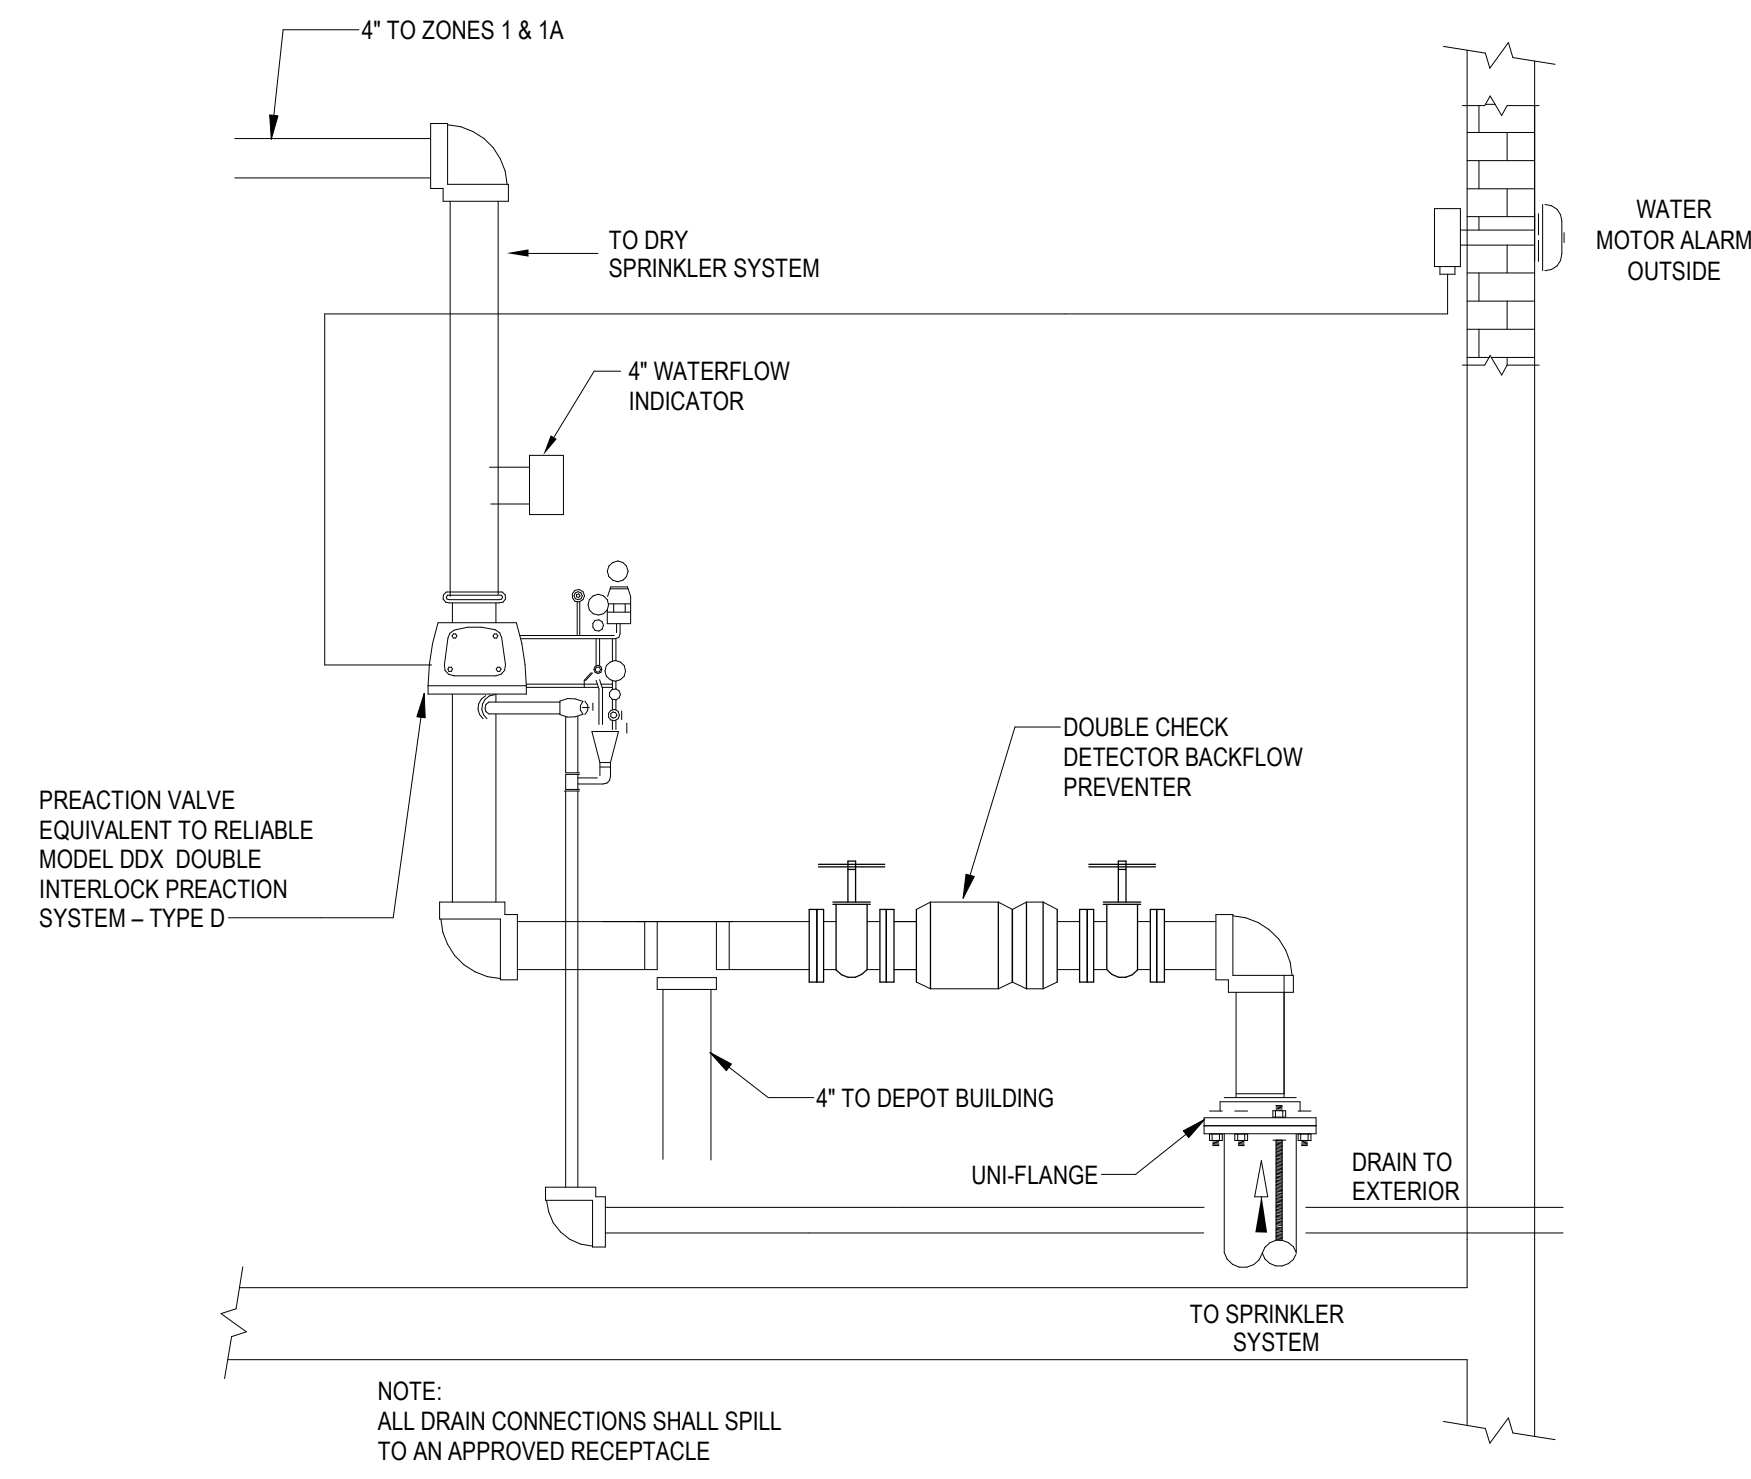 4" TO ZONES 1 & 1A
WATER
MOTOR ALARM
OUTSIDE
TO DRY
SPRINKLER SYSTEM
4" WATERFLOW
INDICATOR
DOUBLE CHECK
DETECTOR BACKFLOW
PREVENTER
PREACTION VALVE
EQUIVALENT TO RELIABLE
MODEL DDX DOUBLE
INTERLOCK PREACTION
SYSTEM – TYPE D
4" TO DEPOT BUILDING
UNI-FLANGE
DRAIN TO
EXTERIOR
TO SPRINKLER
SYSTEM
NOTE:
ALL DRAIN CONNECTIONS SHALL SPILL
TO AN APPROVED RECEPTACLE